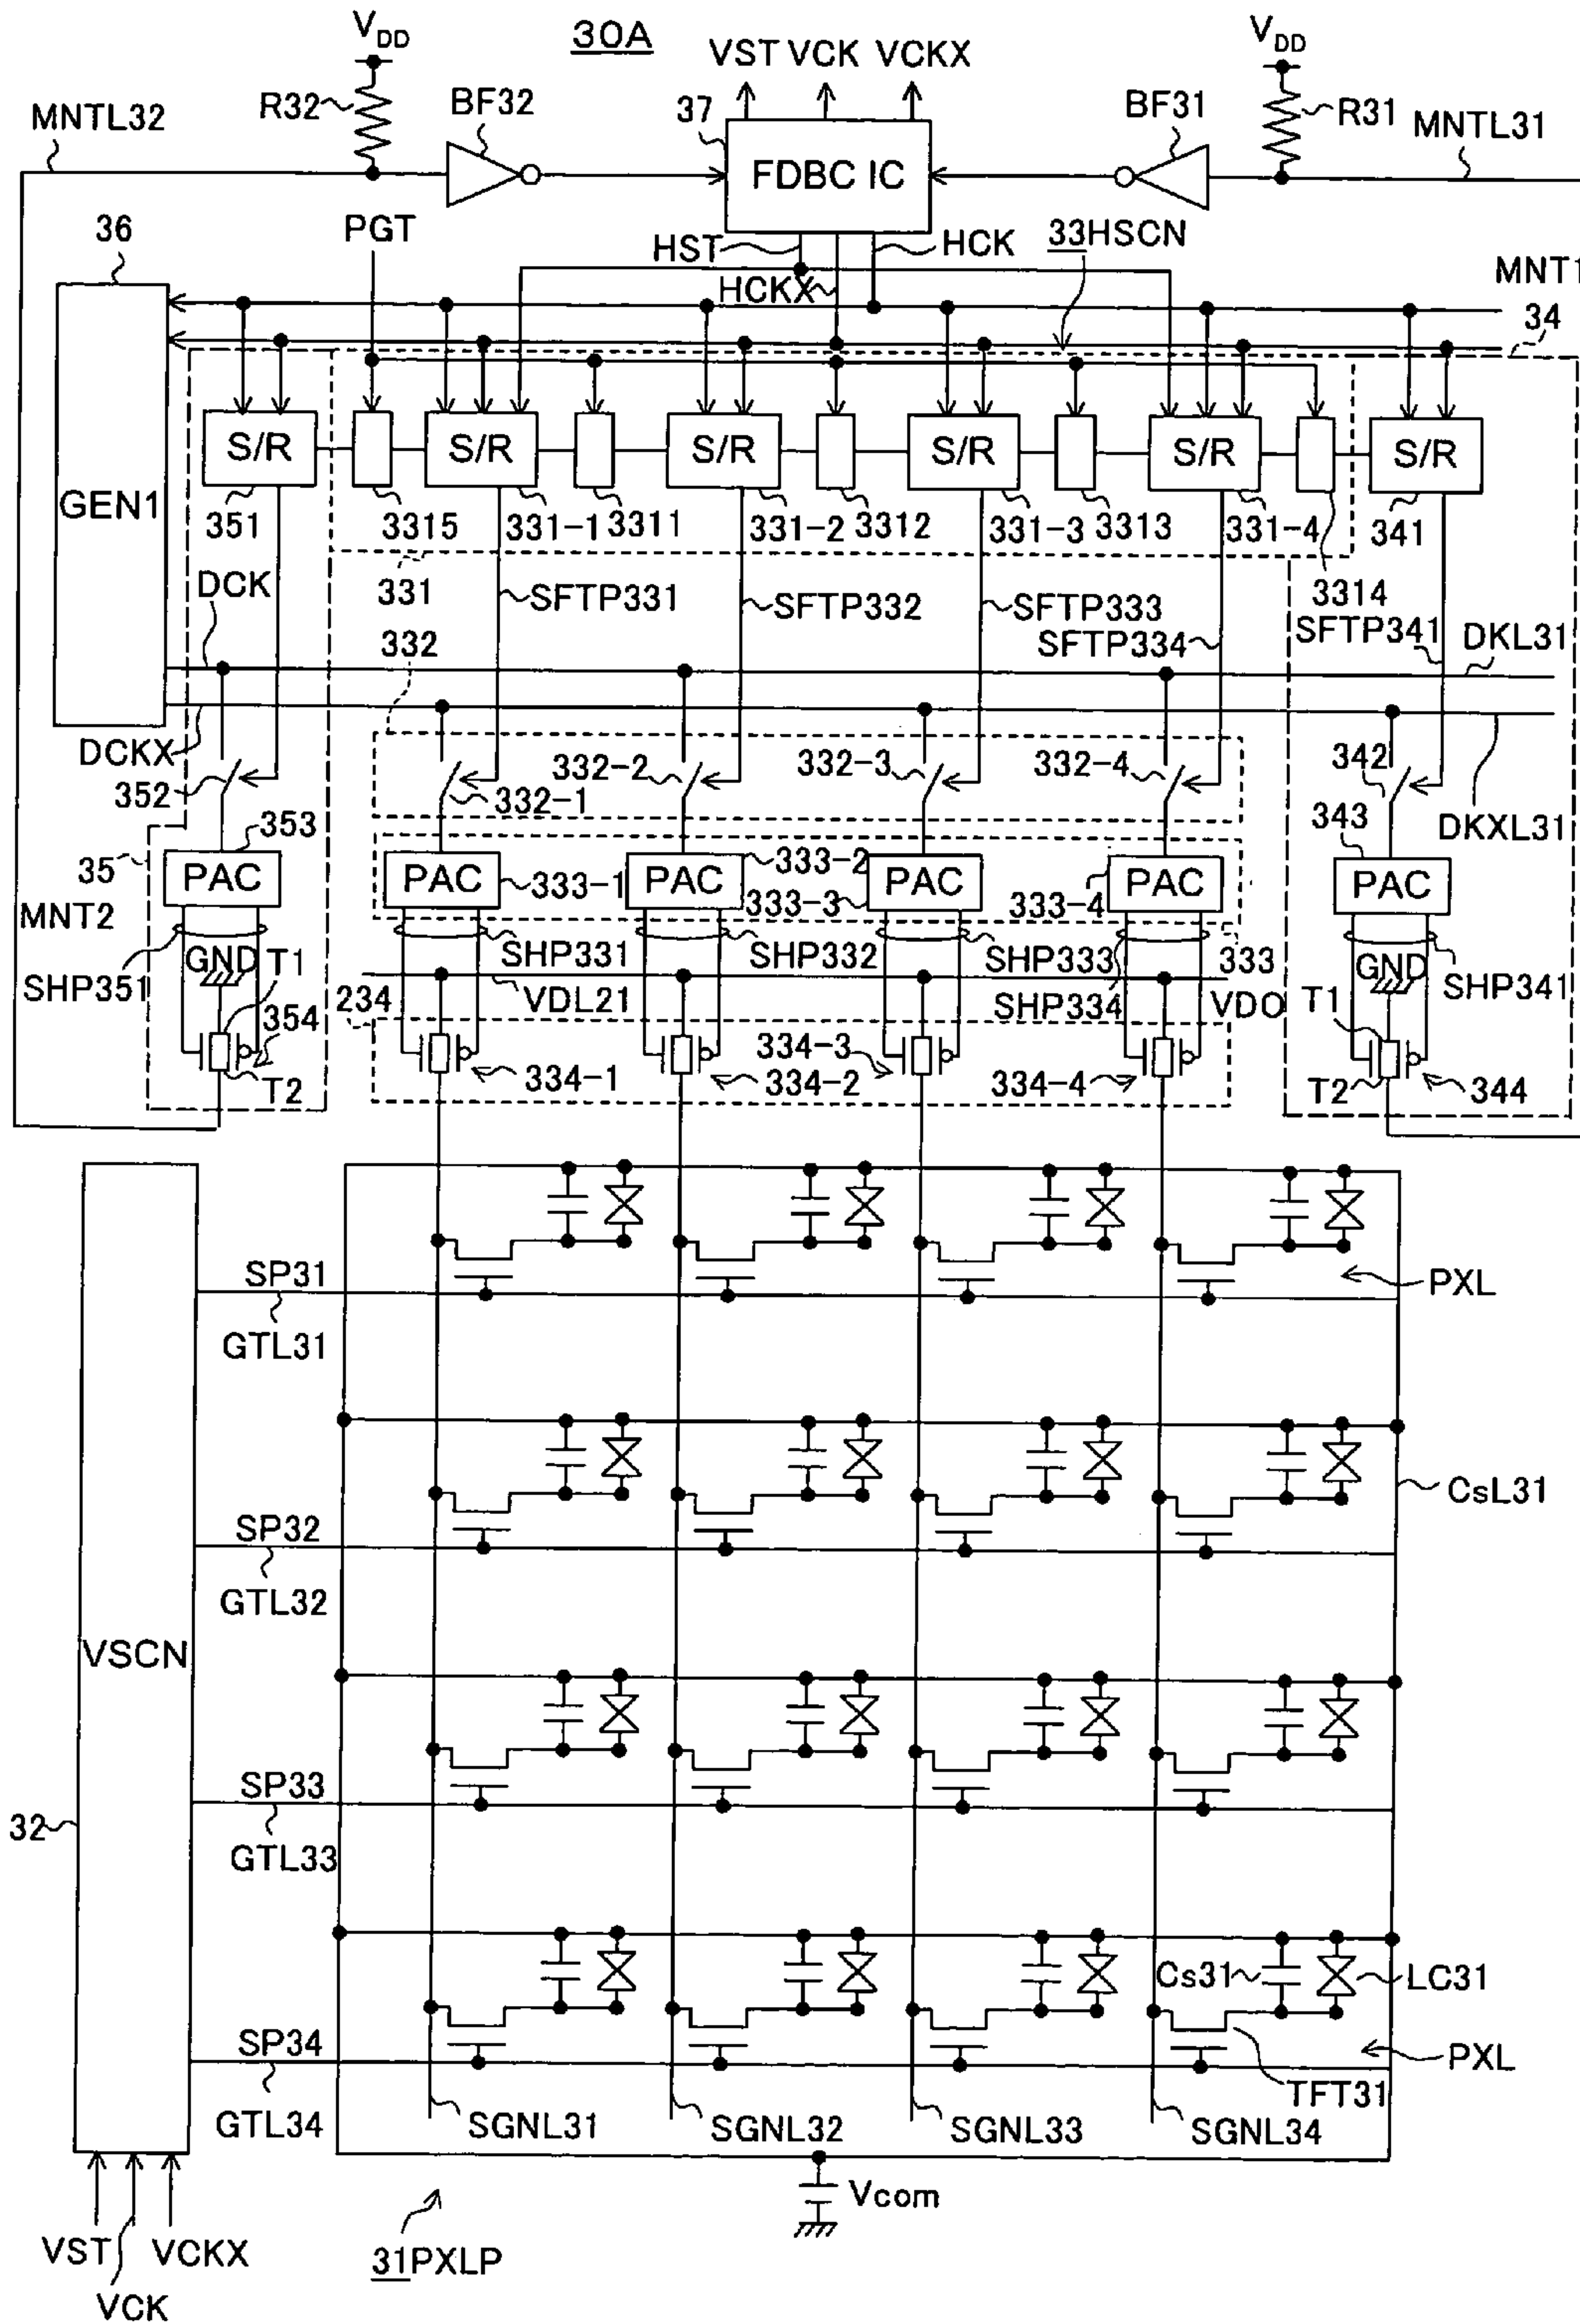 30A
V_DD
V_DD
VST VCK VCKX
MNTL32
R32
BF32
37
BF31
R31
MNTL31
FDBC IC
36
PGT
HST
HCK
33HSCN
HCKX
MNT1
34
GEN1
S/R
S/R
S/R
S/R
S/R
S/R
351
3315
331-1
3311
331-2
3312
331-3
3313
331-4
341
DCK
331
SFTP331
SFTP332
SFTP333
3314
332
SFTP334
SFTP341
DKL31
DCKX
352
332-1
332-2
332-3
332-4
342
DKXL31
353
343
35
PAC
PAC
PAC
PAC
PAC
PAC
333-1
333-2
333-3
333-4
MNT2
SHP351
GND
T1
SHP331
SHP332
SHP333
333
GND
SHP341
234
VDL21
SHP334
VDO
T1
354
T2
334-1
334-2
334-3
334-4
T2
344
SP31
PXL
GTL31
CsL31
SP32
GTL32
VSCN
SP33
32
GTL33
Cs31
LC31
SP34
PXL
GTL34
TFT31
SGNL31
SGNL32
SGNL33
SGNL34
Vcom
VST
VCKX
31PXLP
VCK